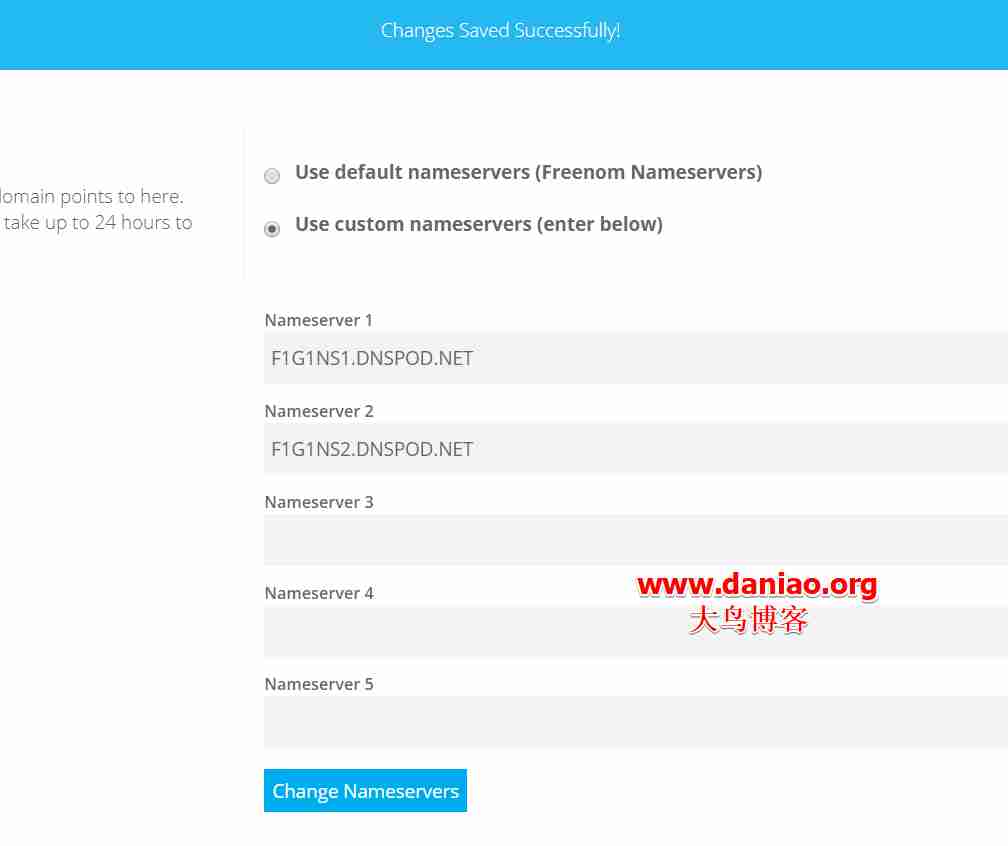 Changes Saved Successfully!
domain points to here.
take up to 24 hours to
Use default nameservers (Freenom Nameservers)
Use custom nameservers (enter below)
Nameserver 1
F1G1NS1.DNSPOD.NET
Nameserver 2
F1G1NS2.DNSPOD.NET
Nameserver 3
Nameserver 4
www.daniao.org
大鸟博客
Nameserver 5
Change Nameservers